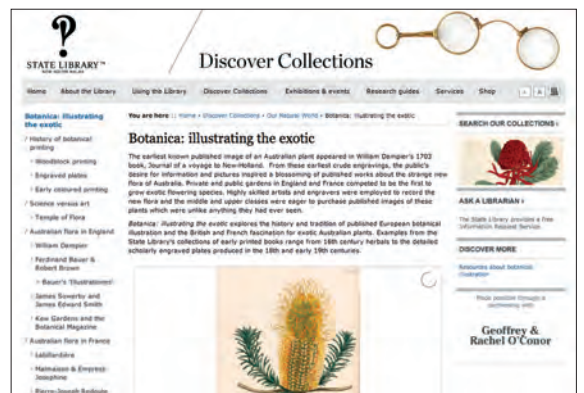 STATE LIBRARY™
NEW SOUTH WALES
Discover Collections
Home About the Library Using the Library Discover Collections Exhibitions & events Research guides Services Shop
Botanica: illustrating
the exotic
History of botanical
printing
Woodblock printing
Engraved plates
Early coloured printing
Science versus art
Temple of Flora
Australian flora in England
William Dampier
Ferdinand Bauer &
Robert Brown
Bauer's 'Illustrationes'
James Sowerby and
James Edward Smith
Kew Gardens and the
Botanical Magazine
Australian flora in France
Labillardière
Malmaison & Empress
Josephine
Pierre-Joseph Redoute
You are here :: Home » Discover Collections » Our Natural World » Botanica: illustrating the exotic
Botanica: illustrating the exotic
The earliest known published image of an Australian plant appeared in William Dampier's 1703
book, Journal of a voyage to New-Holland. From these earliest crude engravings, the public's
desire for information and pictures inspired a blossoming of published works about the strange new
flora of Australia. Private and public gardens in England and France competed to be the first to
grow exotic flowering species. Highly skilled artists and engravers were employed to record the
new flora and the middle and upper classes were eager to purchase published images of these
plants which were unlike anything they had ever seen.
Botanica: illustrating the exotic explores the history and tradition of published European botanical
illustration and the British and French fascination for exotic Australian plants. Examples from the
State Library's collections of early printed books range from 16th century herbals to the detailed
scholarly engraved plates produced in the 18th and early 19th centuries.
SEARCH OUR COLLECTIONS ›
ASK A LIBRARIAN ›
The State Library provides a free
Information Request Service.
DISCOVER MORE
Resources about botanical
illustration
Made possible through a
partnership with
Geoffrey &
Rachel O'Conor